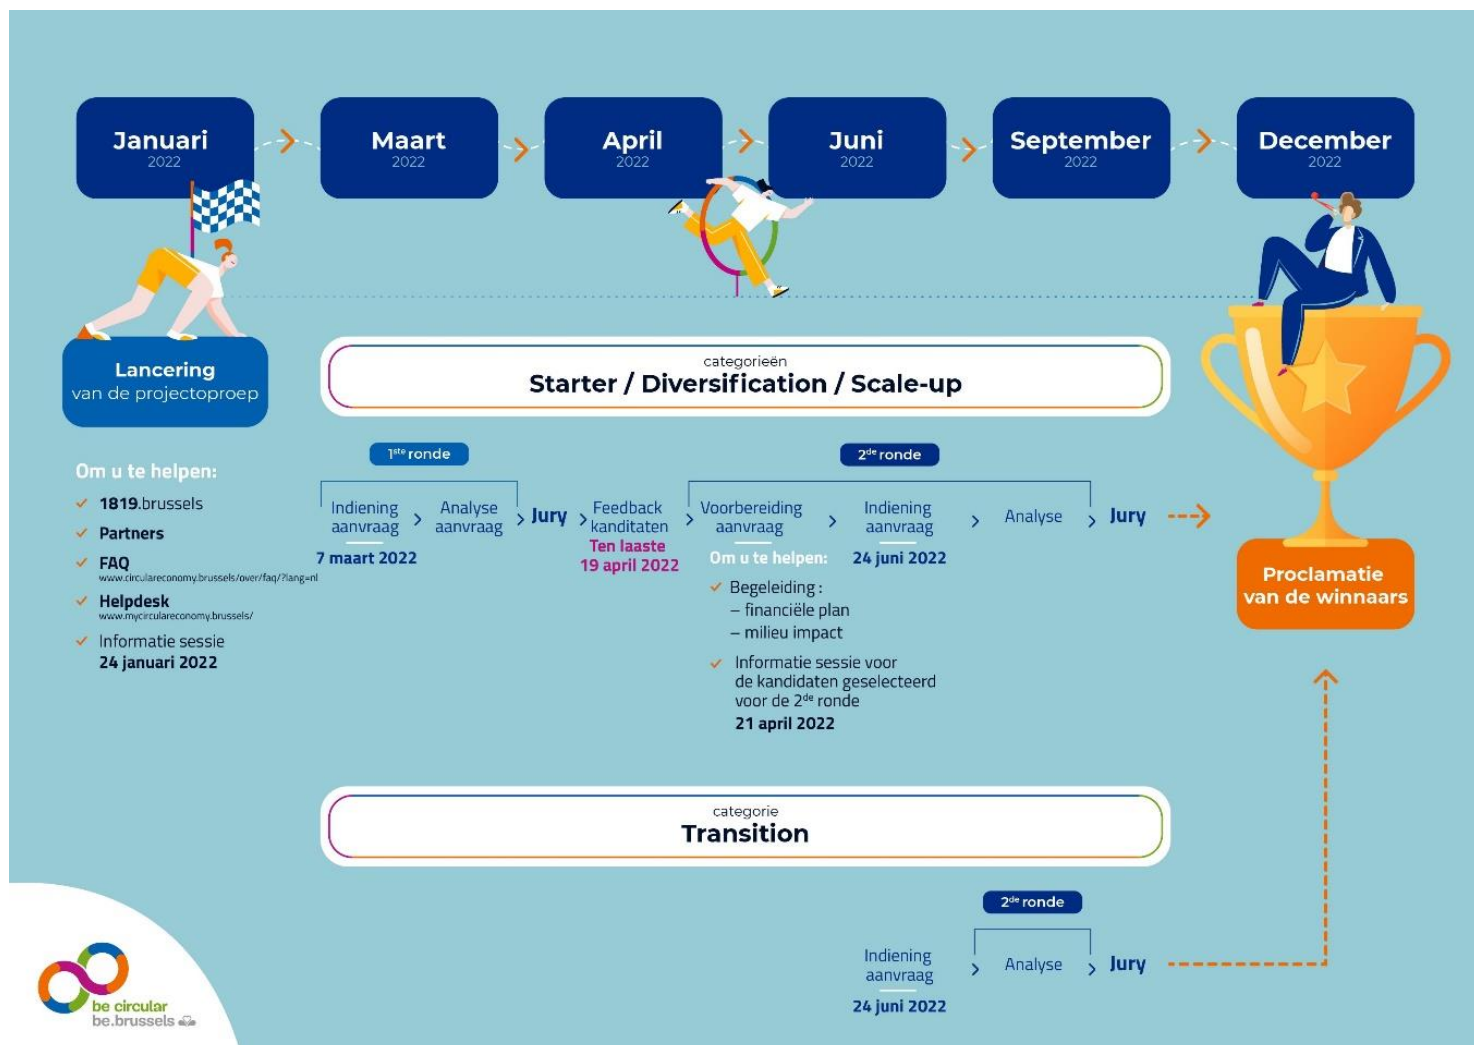 Januari
2022
Maart
2022
April
2022
Juni
2022
September
2022
December
2022
Lancering
van de projectoproep
categorieën
Starter / Diversification / Scale-up
Om u te helpen:
1819.brussels
Partners
FAQ
www.circulareconomy.brussels/over/faq/?lang=nl
Helpdesk
www.mycirculareconomy.brussels/
Informatie sessie
24 januari 2022
1ste ronde
Indiening
aanvraag
7 maart 2022
Analyse
aanvraag
Jury
Feedback
kanditaten
Ten laaste
19 april 2022
2de ronde
Voorbereiding
aanvraag
Om u te helpen:
Begeleiding :
– financiële plan
– milieu impact
Informatie sessie voor
de kandidaten geselecteerd
voor de 2de ronde
21 april 2022
Indiening
aanvraag
24 juni 2022
Analyse
Jury
Proclamatie
van de winnaars
categorie
Transition
2de ronde
Indiening
aanvraag
24 juni 2022
Analyse
Jury
be circular
be.brussels